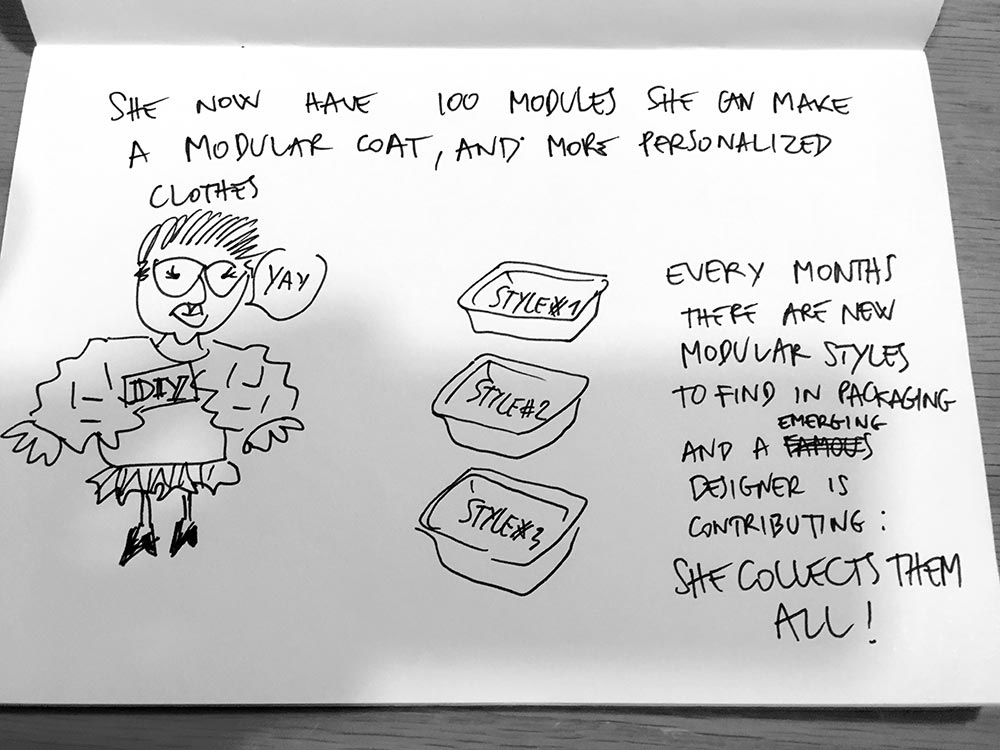 SHE NOW HAVE 100 MODULES SHE CAN MAKE
A MODULAR COAT, AND MORE PERSONALIZED
CLOTHES
YAY
DIY
STYLE#1
STYLE#2
STYLE#3
EVERY MONTHS
THERE ARE NEW
MODULAR STYLES
TO FIND IN PACKAGING
EMERGING
AND A FAMOUS
DESIGNER IS
CONTRIBUTING:
SHE COLLECTS THEM
ALL!